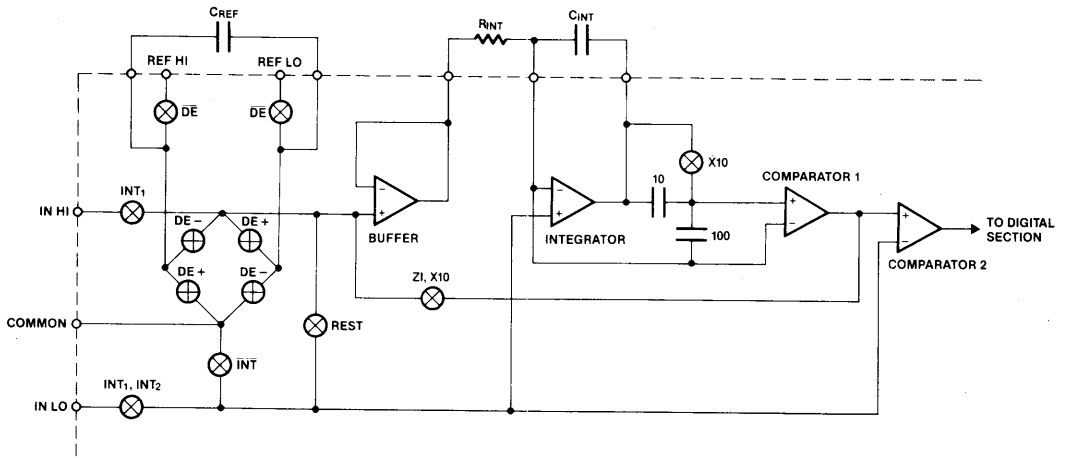 CREF
RINT
CINT
REF HI
REF LO
DE
DE
X10
10
COMPARATOR 1
INT1
IN HI
DE −
DE +
−
+
BUFFER
−
+
INTEGRATOR
+
−
100
+
−
TO DIGITAL
SECTION
COMPARATOR 2
DE +
DE −
ZI, X10
COMMON
REST
INT
INT1, INT2
IN LO